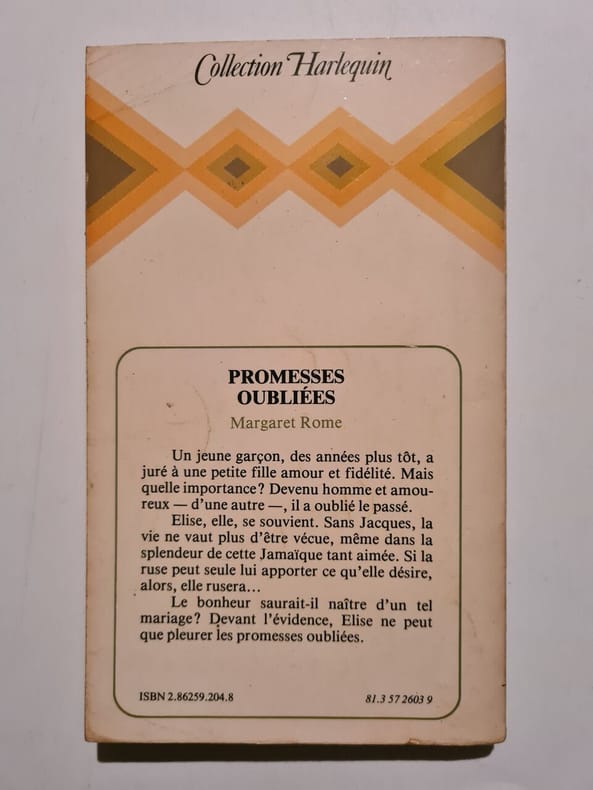 Collection Harlequin
PROMESSES
OUBLIÉES
Margaret Rome
Un jeune garçon, des années plus tôt, a
juré à une petite fille amour et fidélité. Mais
quelle importance? Devenu homme et amou-
reux — d'une autre —, il a oublié le passé.
Elise, elle, se souvient. Sans Jacques, la
vie ne vaut plus d'être vécue, même dans la
splendeur de cette Jamaïque tant aimée. Si la
ruse peut seule lui apporter ce qu'elle désire,
alors, elle rusera...
Le bonheur saurait-il naître d'un tel
mariage? Devant l'évidence, Elise ne peut
que pleurer les promesses oubliées.
ISBN 2.86259.204.8
81.3 57 2603 9